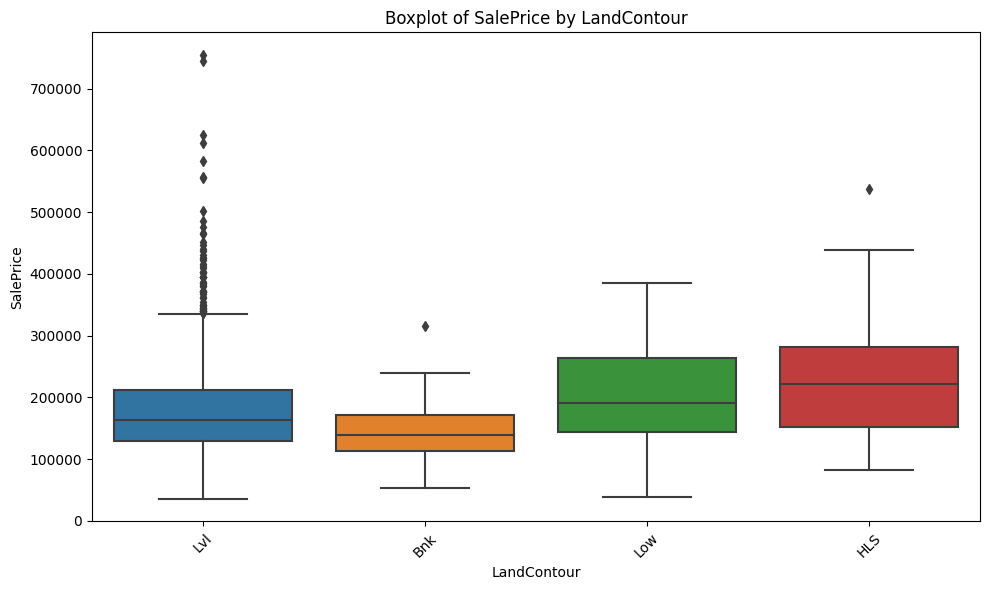 Boxplot of SalePrice by LandContour
SalePrice
700000
600000
500000
400000
300000
200000
100000
0
Lvl
Bnk
Low
HLS
LandContour